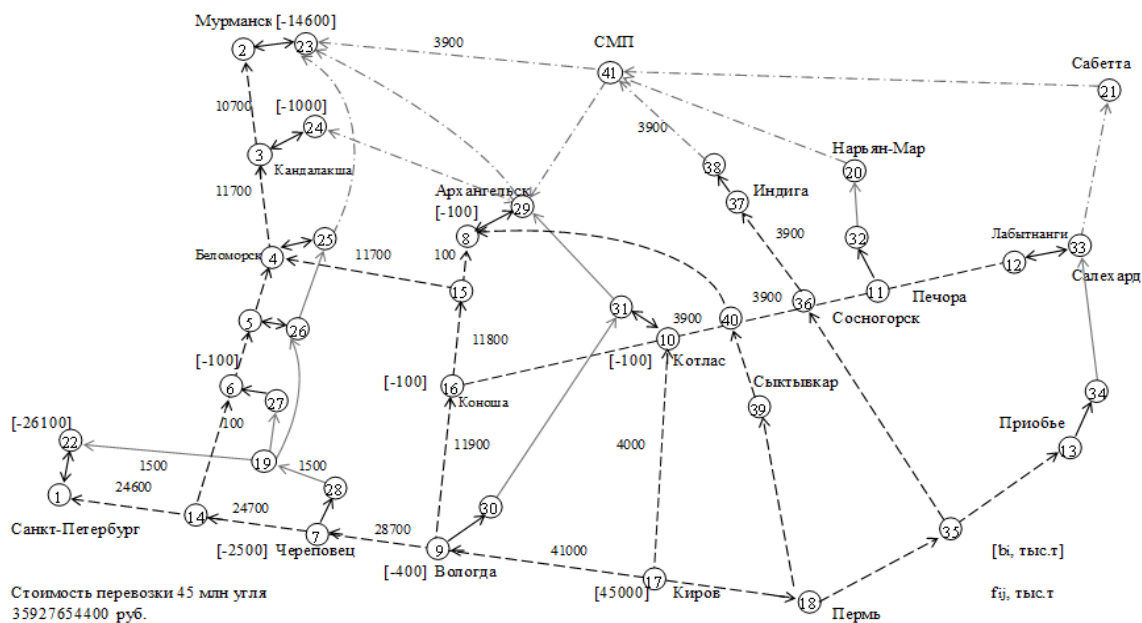 Мурманск [-14600]
2
23
3900
СМП
41
Сабетта
21
10700
[-1000]
24
3
Кандалакша
3900
38
Нарьян-Мар
20
11700
Архангельск
[-100]
29
37
Индига
25
Беломорск
4
11700
8
100
3900
32
Лабытнанги
33
12
Салехард
15
11
Печора
5
26
31
3900
40
3900
36
Сосногорск
11800
[-100]
10
Котлас
[-100]
6
27
[-100]
16
Коноша
Сыктывкар
39
34
100
Приобье
[-26100]
22
11900
4000
13
1500
19
1500
1
24600
28
30
Санкт-Петербург
14
24700
7
28700
35
[-2500] Череповец
9
41000
[bi, тыс.т]
[-400] Вологда
17
Киров
[45000]
18
Пермь
fij, тыс.т
Стоимость перевозки 45 млн угля
35927654400 руб.